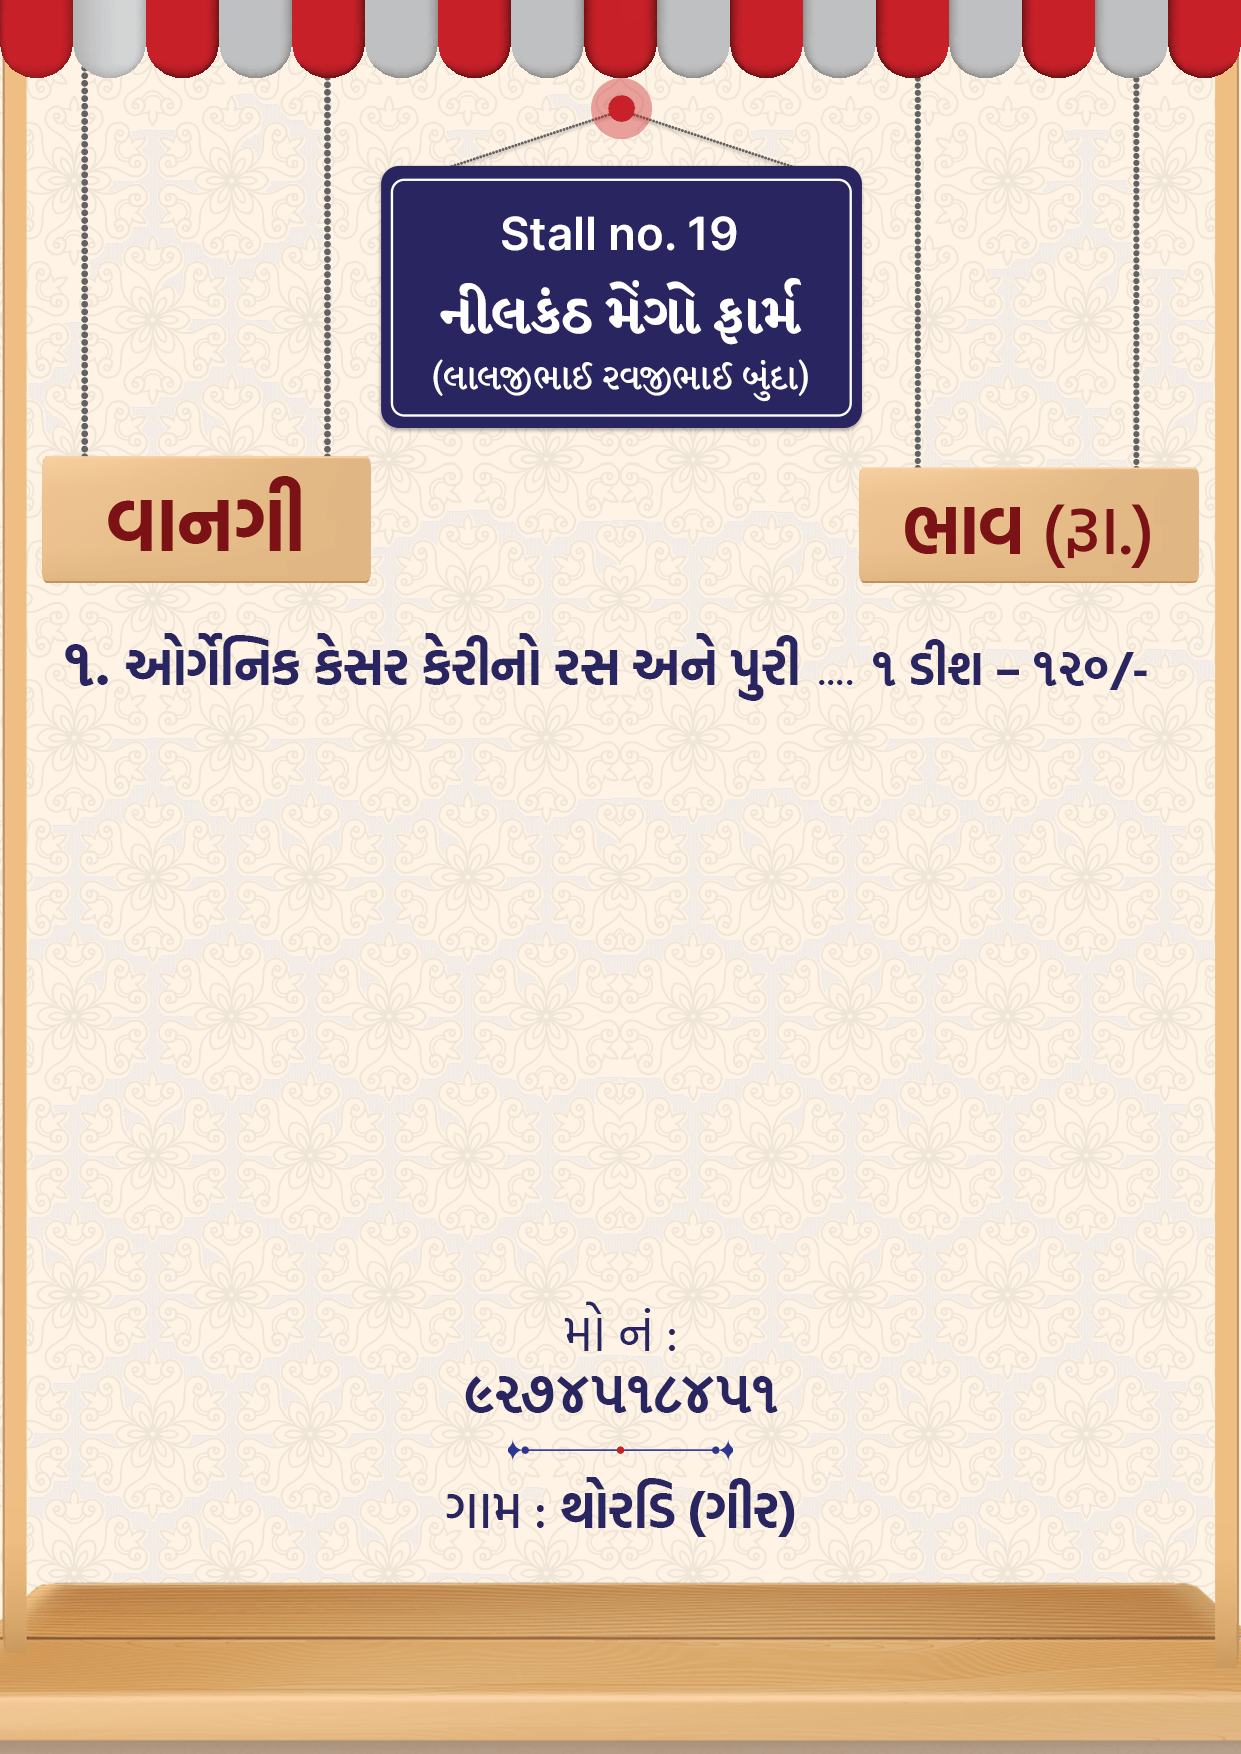 Stall no. 19
નીલકંઠ મેંગો ફાર્મ
(લાલજીભાઈ રવજીભાઈ બુંદા)
વાનગી
ભાવ (રૂા.)
૧. ઓર્ગેનિક કેસર કેરીનો રસ અને પુરી .... ૧ ડીશ – ૧૨૦/-
મો નં :
૯૨૭૪૫૧૮૪૫૧
ગામ : થોરડિ (ગીર)